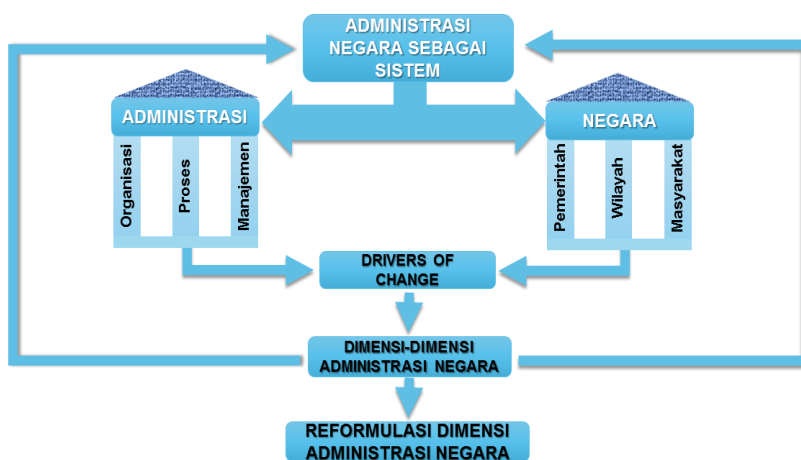 ADMINISTRASI
NEGARA SEBAGAI
SISTEM
ADMINISTRASI
NEGARA
Organisasi
Proses
Manajemen
Pemerintah
Wilayah
Masyarakat
DRIVERS OF
CHANGE
DIMENSI-DIMENSI
ADMINISTRASI NEGARA
REFORMULASI DIMENSI
ADMINISTRASI NEGARA